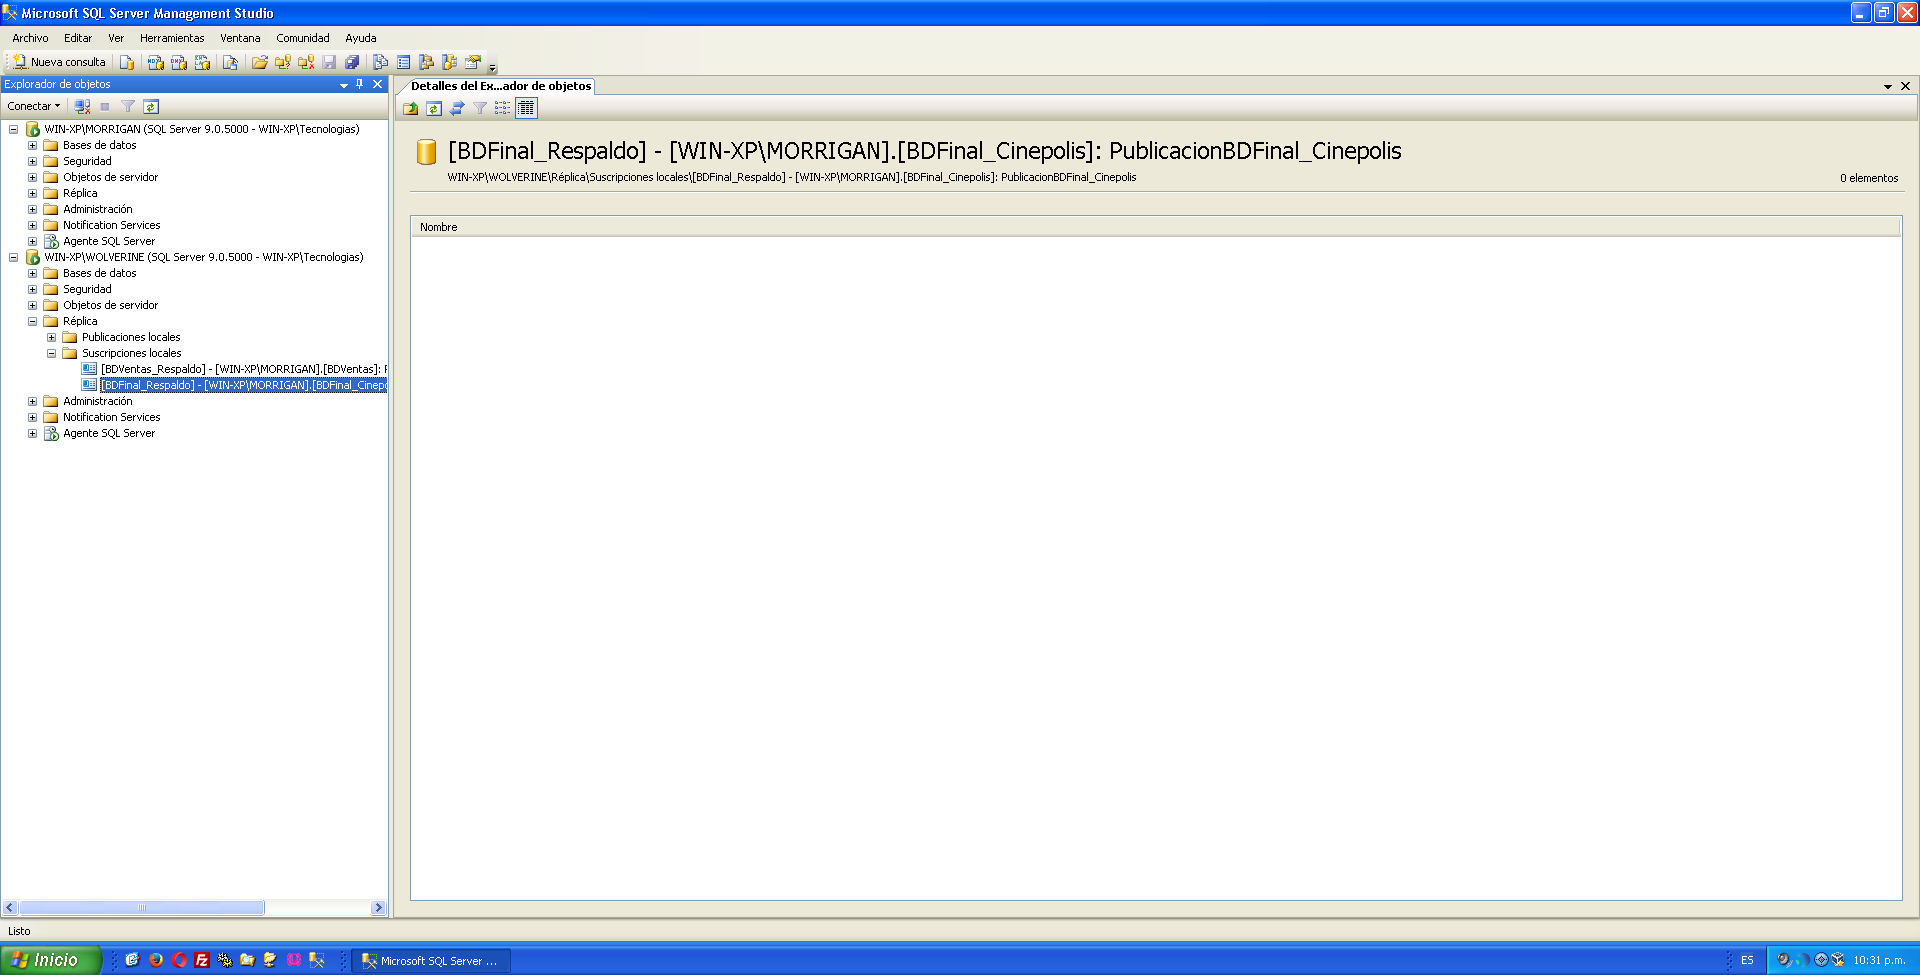 Microsoft SQL Server Management Studio
Archivo Editar Ver Herramientas Ventana Comunidad Ayuda
Nueva consulta
Explorador de objetos
Detalles del Ex...ador de objetos
Conectar
WIN-XP\MORRIGAN (SQL Server 9.0.5000 - WIN-XP\Tecnologias)
Bases de datos
Seguridad
Objetos de servidor
Réplica
Administración
Notification Services
Agente SQL Server
WIN-XP\WOLVERINE (SQL Server 9.0.5000 - WIN-XP\Tecnologias)
Bases de datos
Seguridad
Objetos de servidor
Réplica
Publicaciones locales
Suscripciones locales
[BDVentas_Respaldo] - [WIN-XP\MORRIGAN].[BDVentas]:
[BDFinal_Respaldo] - [WIN-XP\MORRIGAN].[BDFinal_Cinep
Administración
Notification Services
Agente SQL Server
[BDFinal_Respaldo] - [WIN-XP\MORRIGAN].[BDFinal_Cinepolis]: PublicacionBDFinal_Cinepolis
WIN-XP\WOLVERINE\Réplica\Suscripciones locales\[BDFinal_Respaldo] - [WIN-XP\MORRIGAN].[BDFinal_Cinepolis]: PublicacionBDFinal_Cinepolis
0 elementos
Nombre
Listo
Inicio
Microsoft SQL Server ...
ES
10:31 p.m.